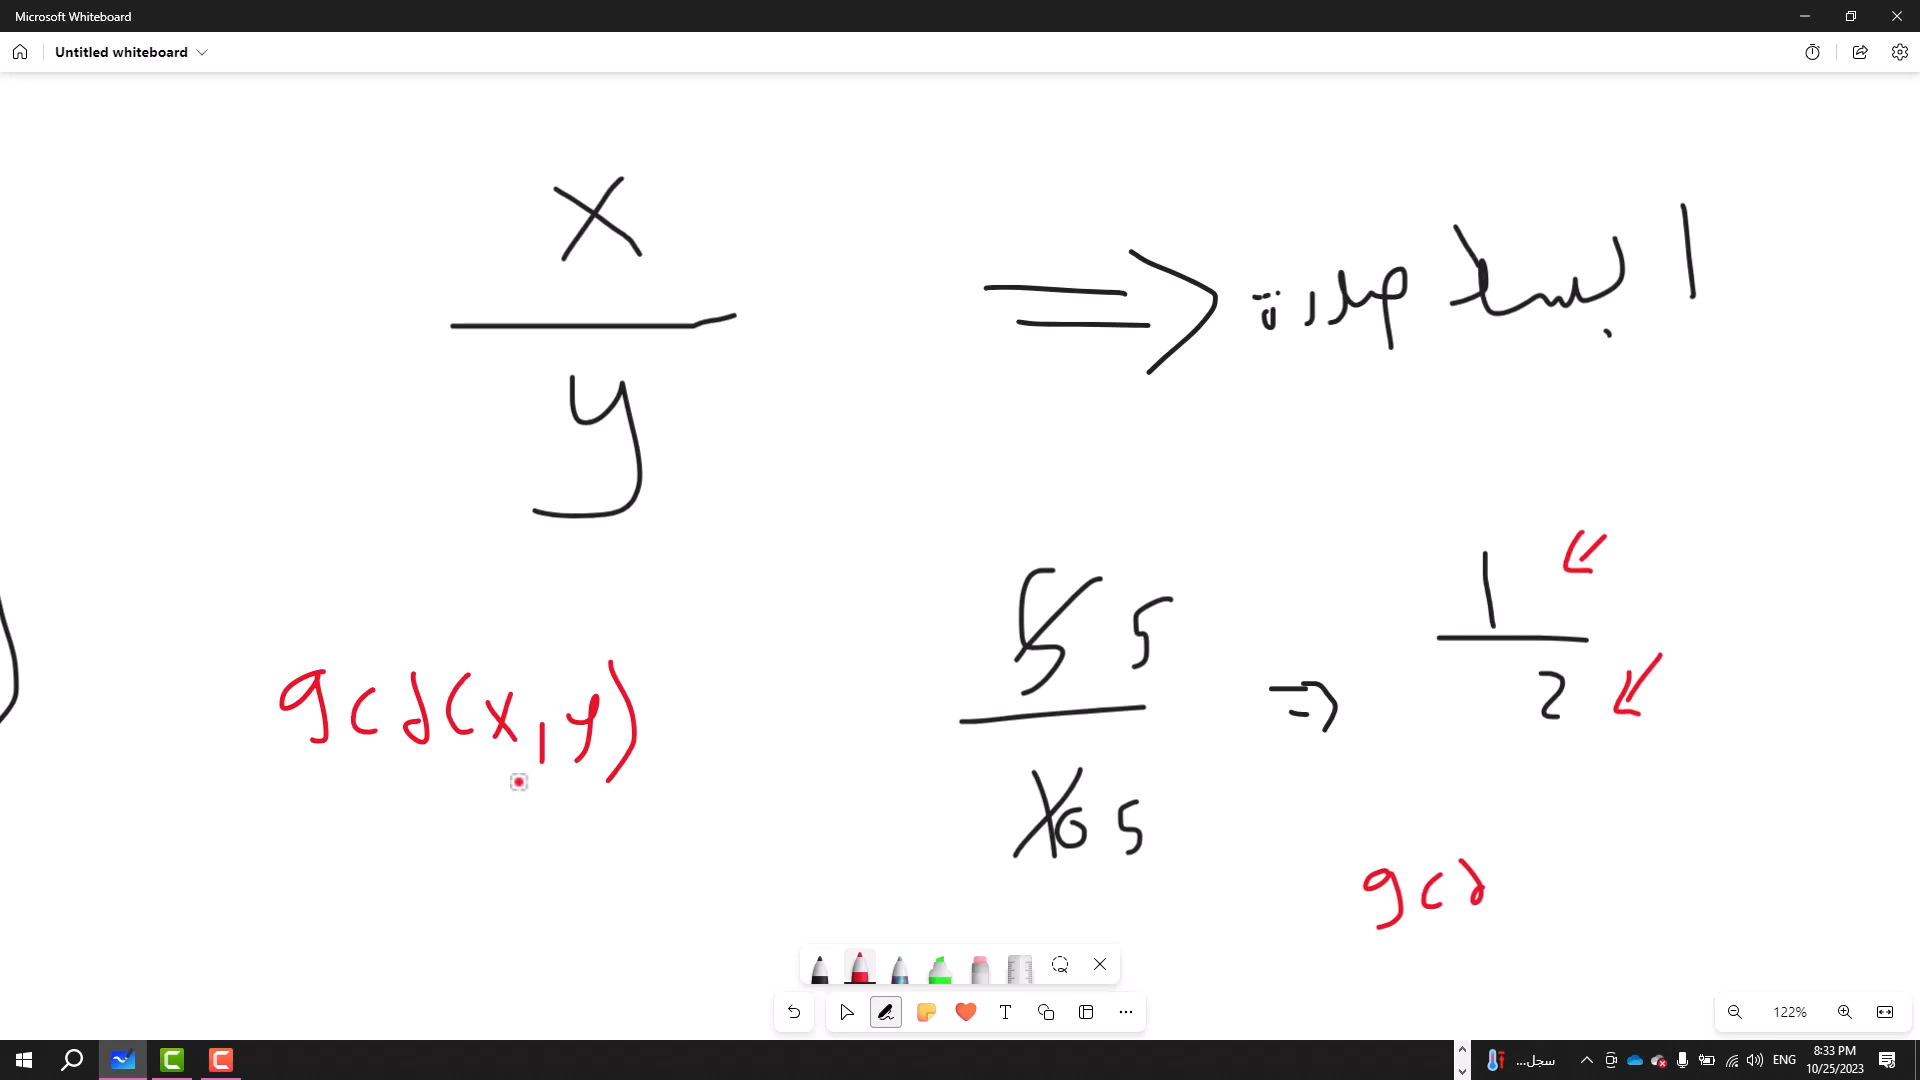 Microsoft Whiteboard
Untitled whiteboard
x
y
ابسط صورة
5 5
10 5
1
2
gcd(x,y)
gcd
122%
سجل...
ENG
8:33 PM
10/25/2023